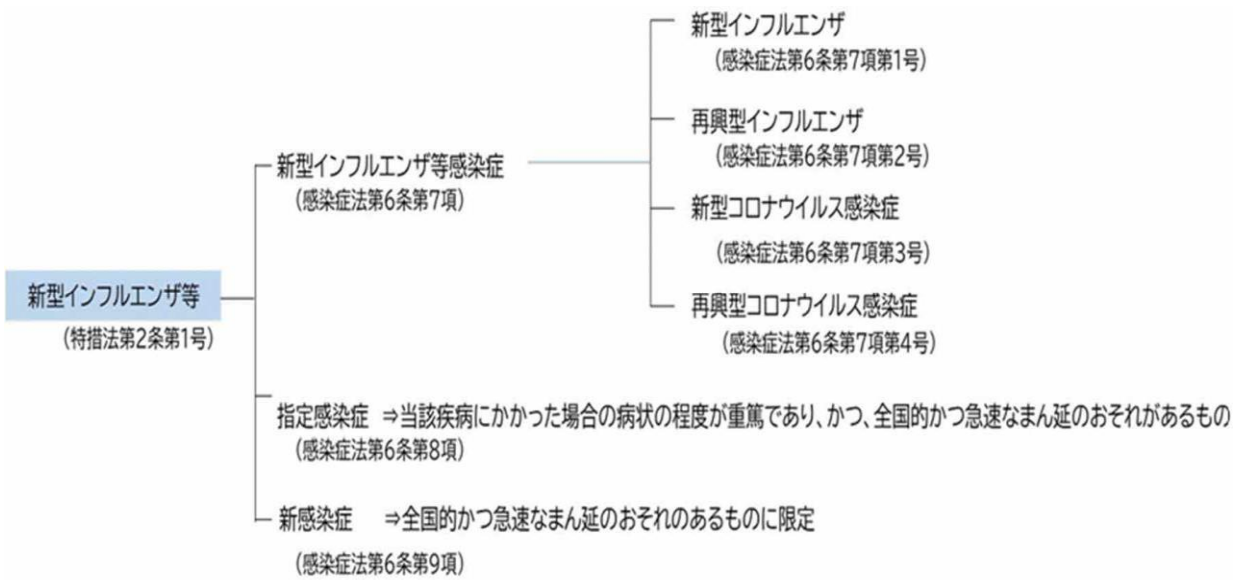 新型インフルエンザ
(感染症法第6条第7項第1号)
再興型インフルエンザ
(感染症法第6条第7項第2号)
新型インフルエンザ等感染症
(感染症法第6条第7項)
新型コロナウイルス感染症
(感染症法第6条第7項第3号)
新型インフルエンザ等
(特措法第2条第1号)
再興型コロナウイルス感染症
(感染症法第6条第7項第4号)
指定感染症 ⇒当該疾病にかかった場合の病状の程度が重篤であり、かつ、全国的かつ急速なまん延のおそれがあるもの
(感染症法第6条第8項)
新感染症 ⇒全国的かつ急速なまん延のおそれのあるものに限定
(感染症法第6条第9項)